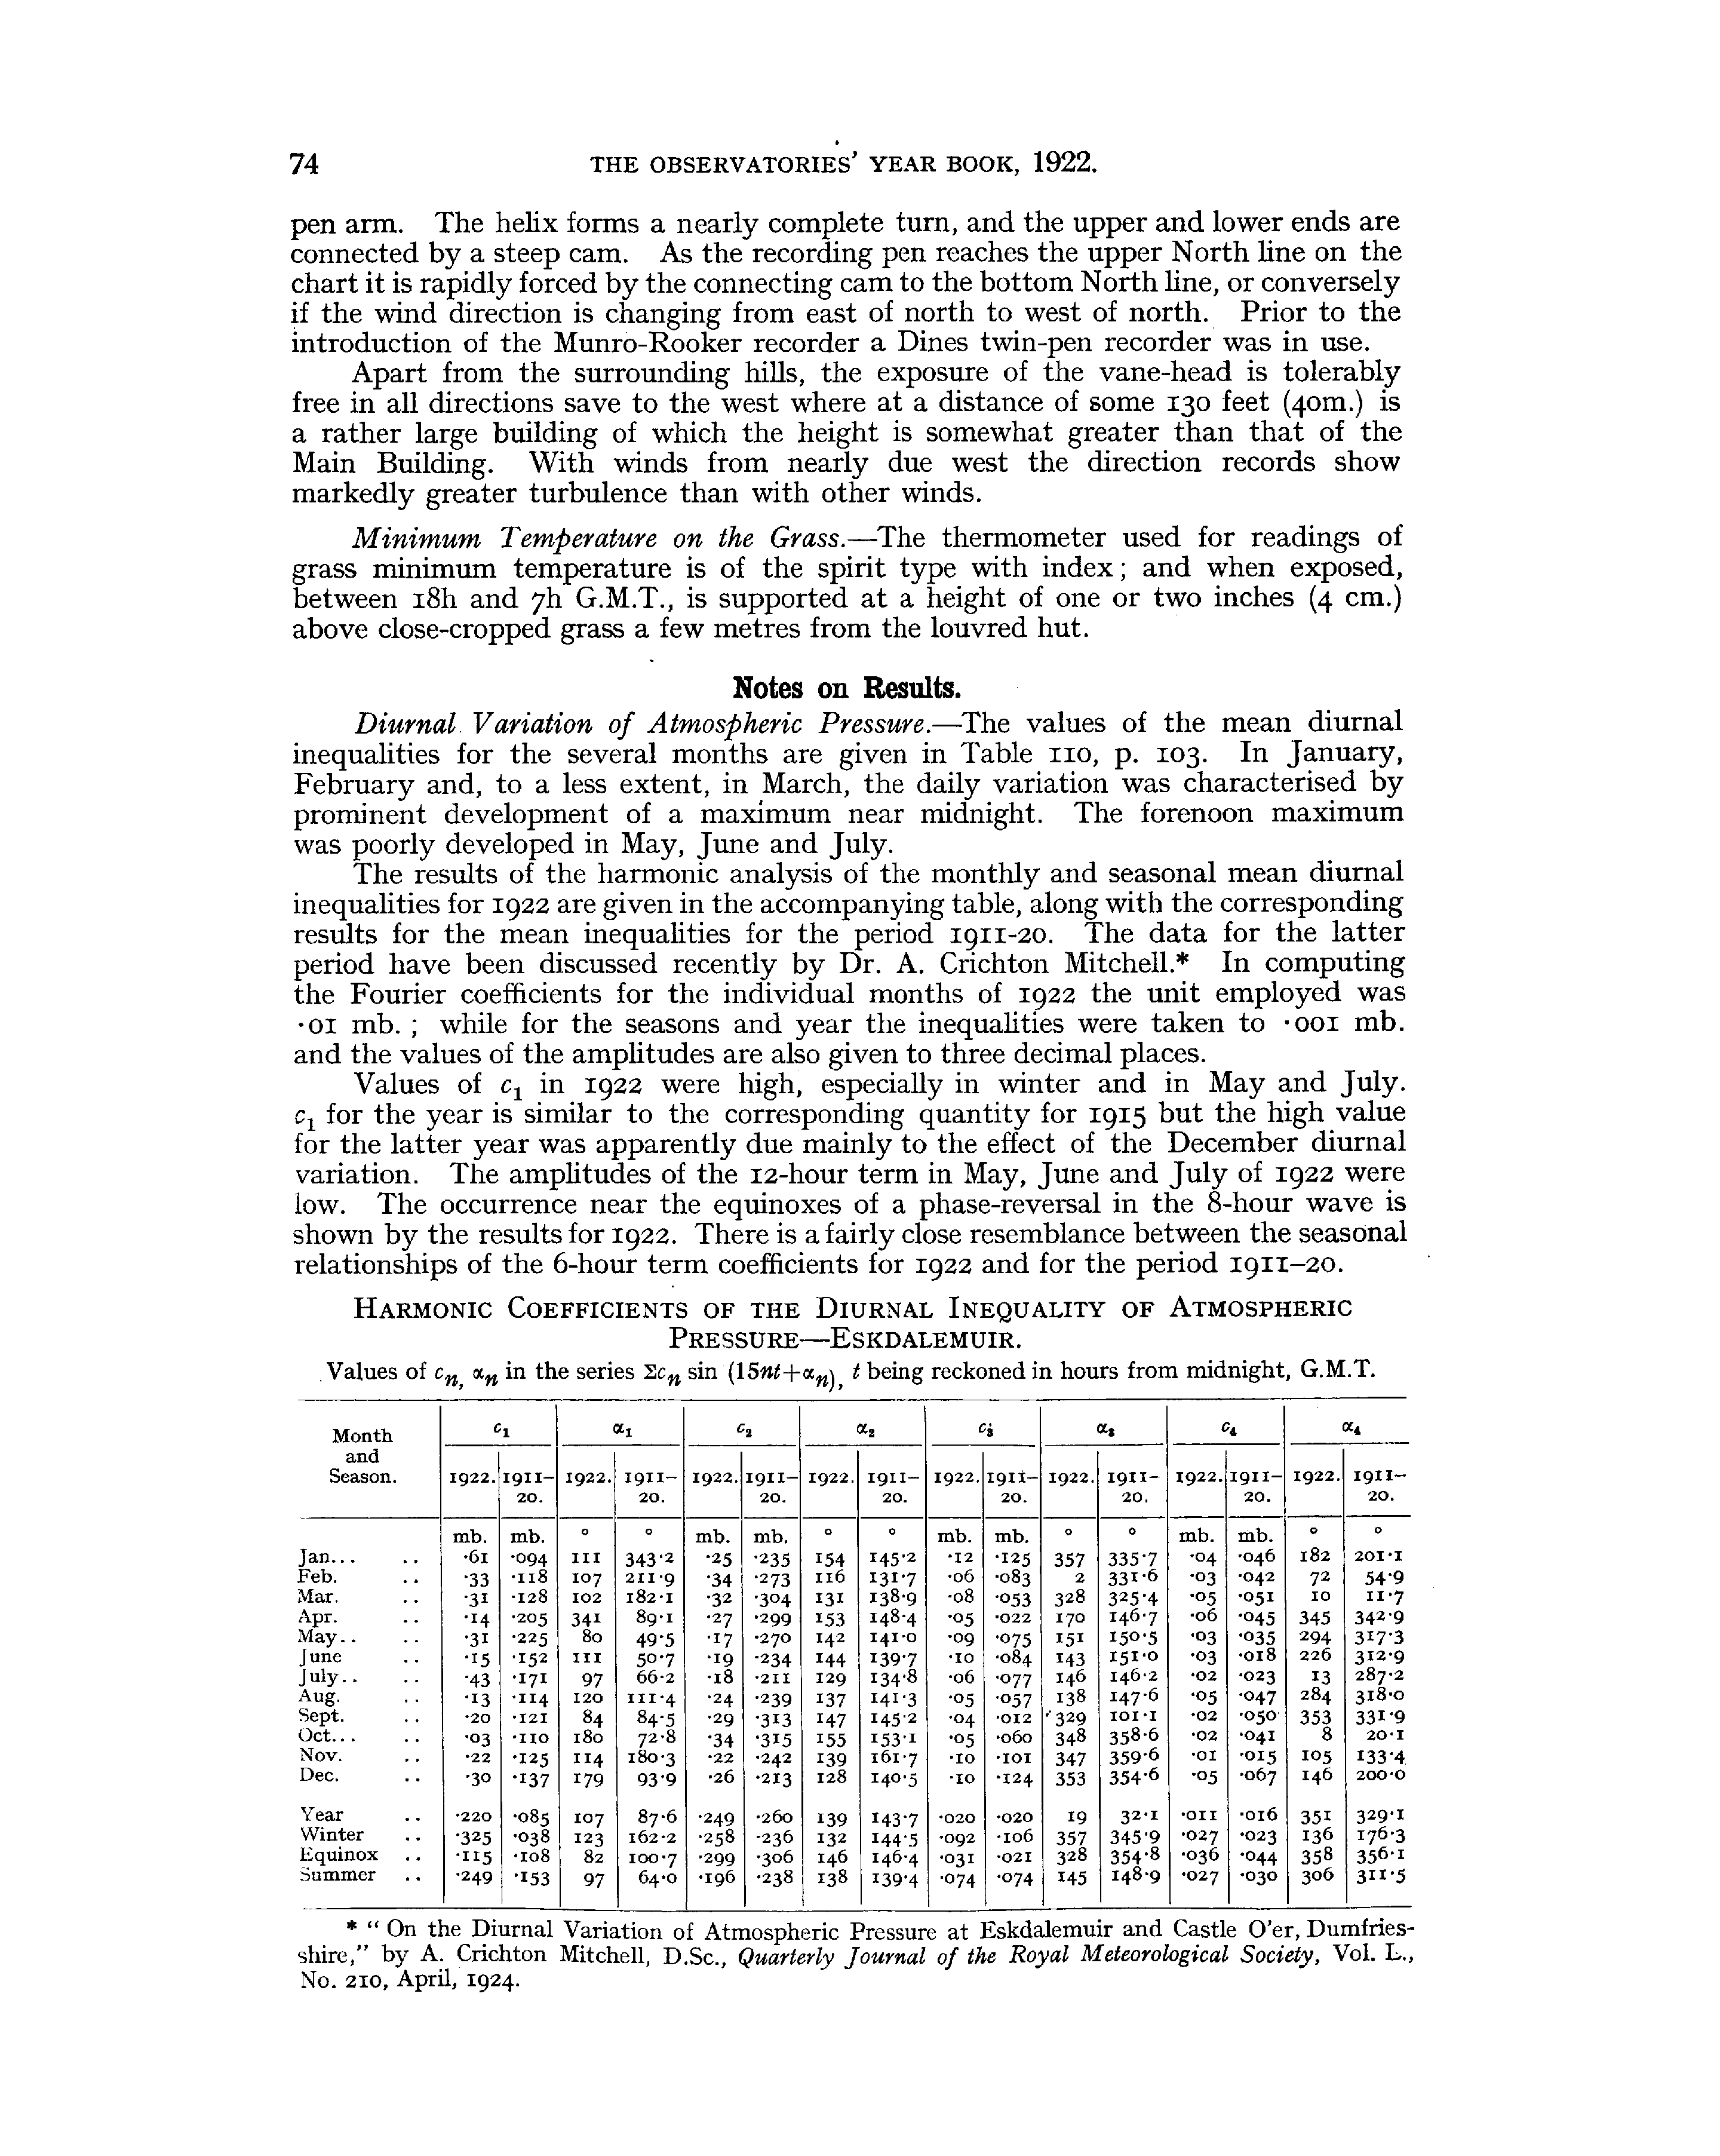 74 THE OBSERVATORIES' YEAR BOOK, 1922.
pen arm. The helix forms a nearly complete turn, and the upper and lower ends are
connected by a steep cam. As the recording pen reaches the upper North line on the
chart it is rapidly forced by the connecting cam to the bottom North line, or conversely
if the wind direction is changing from east of north to west of north. Prior to the
introduction of the Munro-Rooker recorder a Dines twin-pen recorder was in use.
Apart from the surrounding hills, the exposure of the vane-head is tolerably
free in all directions save to the west where at a distance of some 130 feet (40m.) is
a rather large building of which the height is somewhat greater than that of the
Main Building. With winds from nearly due west the direction records show
markedly greater turbulence than with other winds.
Minimum Temperature on the Grass.—The thermometer used for readings of
grass minimum temperature is of the spirit type with index; and when exposed,
between 18h and 7h G.M.T., is supported at a height of one or two inches (4 cm.)
above close-cropped grass a few metres from the louvred hut.
Notes on Results.
Diurnal Variation of Atmospheric Pressure.—The values of the mean diurnal
inequalities for the several months are given in Table 110, p. 103. In January,
February and, to a less extent, in March, the daily variation was characterised by
prominent development of a maximum near midnight. The forenoon maximum
was poorly developed in May, June and July.
The results of the harmonic analysis of the monthly and seasonal mean diurnal
inequalities for 1922 are given in the accompanying table, along with the corresponding
results for the mean inequalities for the period 1911-20. The data for the latter
period have been discussed recently by Dr. A. Crichton Mitchell.* In computing
the Fourier coefficients for the individual months of 1922 the unit employed was
·01 mb. ; while for the seasons and year the inequalities were taken to ·001 mb.
and the values of the amplitudes are also given to three decimal places.
Values of c₁ in 1922 were high, especially in winter and in May and July.
c₁ for the year is similar to the corresponding quantity for 1915 but the high value
for the latter year was apparently due mainly to the effect of the December diurnal
variation. The amplitudes of the 12-hour term in May, June and July of 1922 were
low. The occurrence near the equinoxes of a phase-reversal in the 8-hour wave is
shown by the results for 1922. There is a fairly close resemblance between the seasonal
relationships of the 6-hour term coefficients for 1922 and for the period 1911–20.
HARMONIC COEFFICIENTS OF THE DIURNAL INEQUALITY OF ATMOSPHERIC
PRESSURE—ESKDALEMUIR.
Values of cₙ, αₙ in the series Σcₙ sin (15nt+αₙ), t being reckoned in hours from midnight, G.M.T.
Month and Season. c₁ α₁ c₂ α₂ c₃ α₃ c₄ α₄
1922. 1911–20. 1922. 1911–20. 1922. 1911–20. 1922. 1911–20. 1922. 1911–20. 1922. 1911–20. 1922. 1911–20. 1922. 1911–20.
mb. mb. ° ° mb. mb. ° ° mb. mb. ° ° mb. mb. ° °
Jan... .. ·61 ·094 111 343·2 ·25 ·235 154 145·2 ·12 ·125 357 335·7 ·04 ·046 182 201·1
Feb. .. ·33 ·118 107 211·9 ·34 ·273 116 131·7 ·06 ·083 2 331·6 ·03 ·042 72 54·9
Mar. .. ·31 ·128 102 182·1 ·32 ·304 131 138·9 ·08 ·053 328 325·4 ·05 ·051 10 11·7
Apr. .. ·14 ·205 341 89·1 ·27 ·299 153 148·4 ·05 ·022 170 146·7 ·06 ·045 345 342·9
May.. .. ·31 ·225 80 49·5 ·17 ·270 142 141·0 ·09 ·075 151 150·5 ·03 ·035 294 317·3
June .. ·15 ·152 111 50·7 ·19 ·234 144 139·7 ·10 ·084 143 151·0 ·03 ·018 226 312·9
July.. .. ·43 ·171 97 66·2 ·18 ·211 129 134·8 ·06 ·077 146 146·2 ·02 ·023 13 287·2
Aug. .. ·13 ·114 120 111·4 ·24 ·239 137 141·3 ·05 ·057 138 147·6 ·05 ·047 284 318·0
Sept. .. ·20 ·121 84 84·5 ·29 ·313 147 145·2 ·04 ·012 329 101·1 ·02 ·050 353 331·9
Oct... .. ·03 ·110 180 72·8 ·34 ·315 155 153·1 ·05 ·060 348 358·6 ·02 ·041 8 20·1
Nov. .. ·22 ·125 114 180·3 ·22 ·242 139 161·7 ·10 ·101 347 359·6 ·01 ·015 105 133·4
Dec. .. ·30 ·137 179 93·9 ·26 ·213 128 140·5 ·10 ·124 353 354·6 ·05 ·067 146 200·0
Year .. ·220 ·085 107 87·6 ·249 ·260 139 143·7 ·020 ·020 19 32·1 ·011 ·016 351 329·1
Winter .. ·325 ·038 123 162·2 ·258 ·236 132 144·5 ·092 ·106 357 345·9 ·027 ·023 136 176·3
Equinox .. ·115 ·108 82 100·7 ·299 ·306 146 146·4 ·031 ·021 328 354·8 ·036 ·044 358 356·1
Summer .. ·249 ·153 97 64·0 ·196 ·238 138 139·4 ·074 ·074 145 148·9 ·027 ·030 306 311·5
* “ On the Diurnal Variation of Atmospheric Pressure at Eskdalemuir and Castle O'er, Dumfries-
shire,” by A. Crichton Mitchell, D.Sc., Quarterly Journal of the Royal Meteorological Society, Vol. L.,
No. 210, April, 1924.